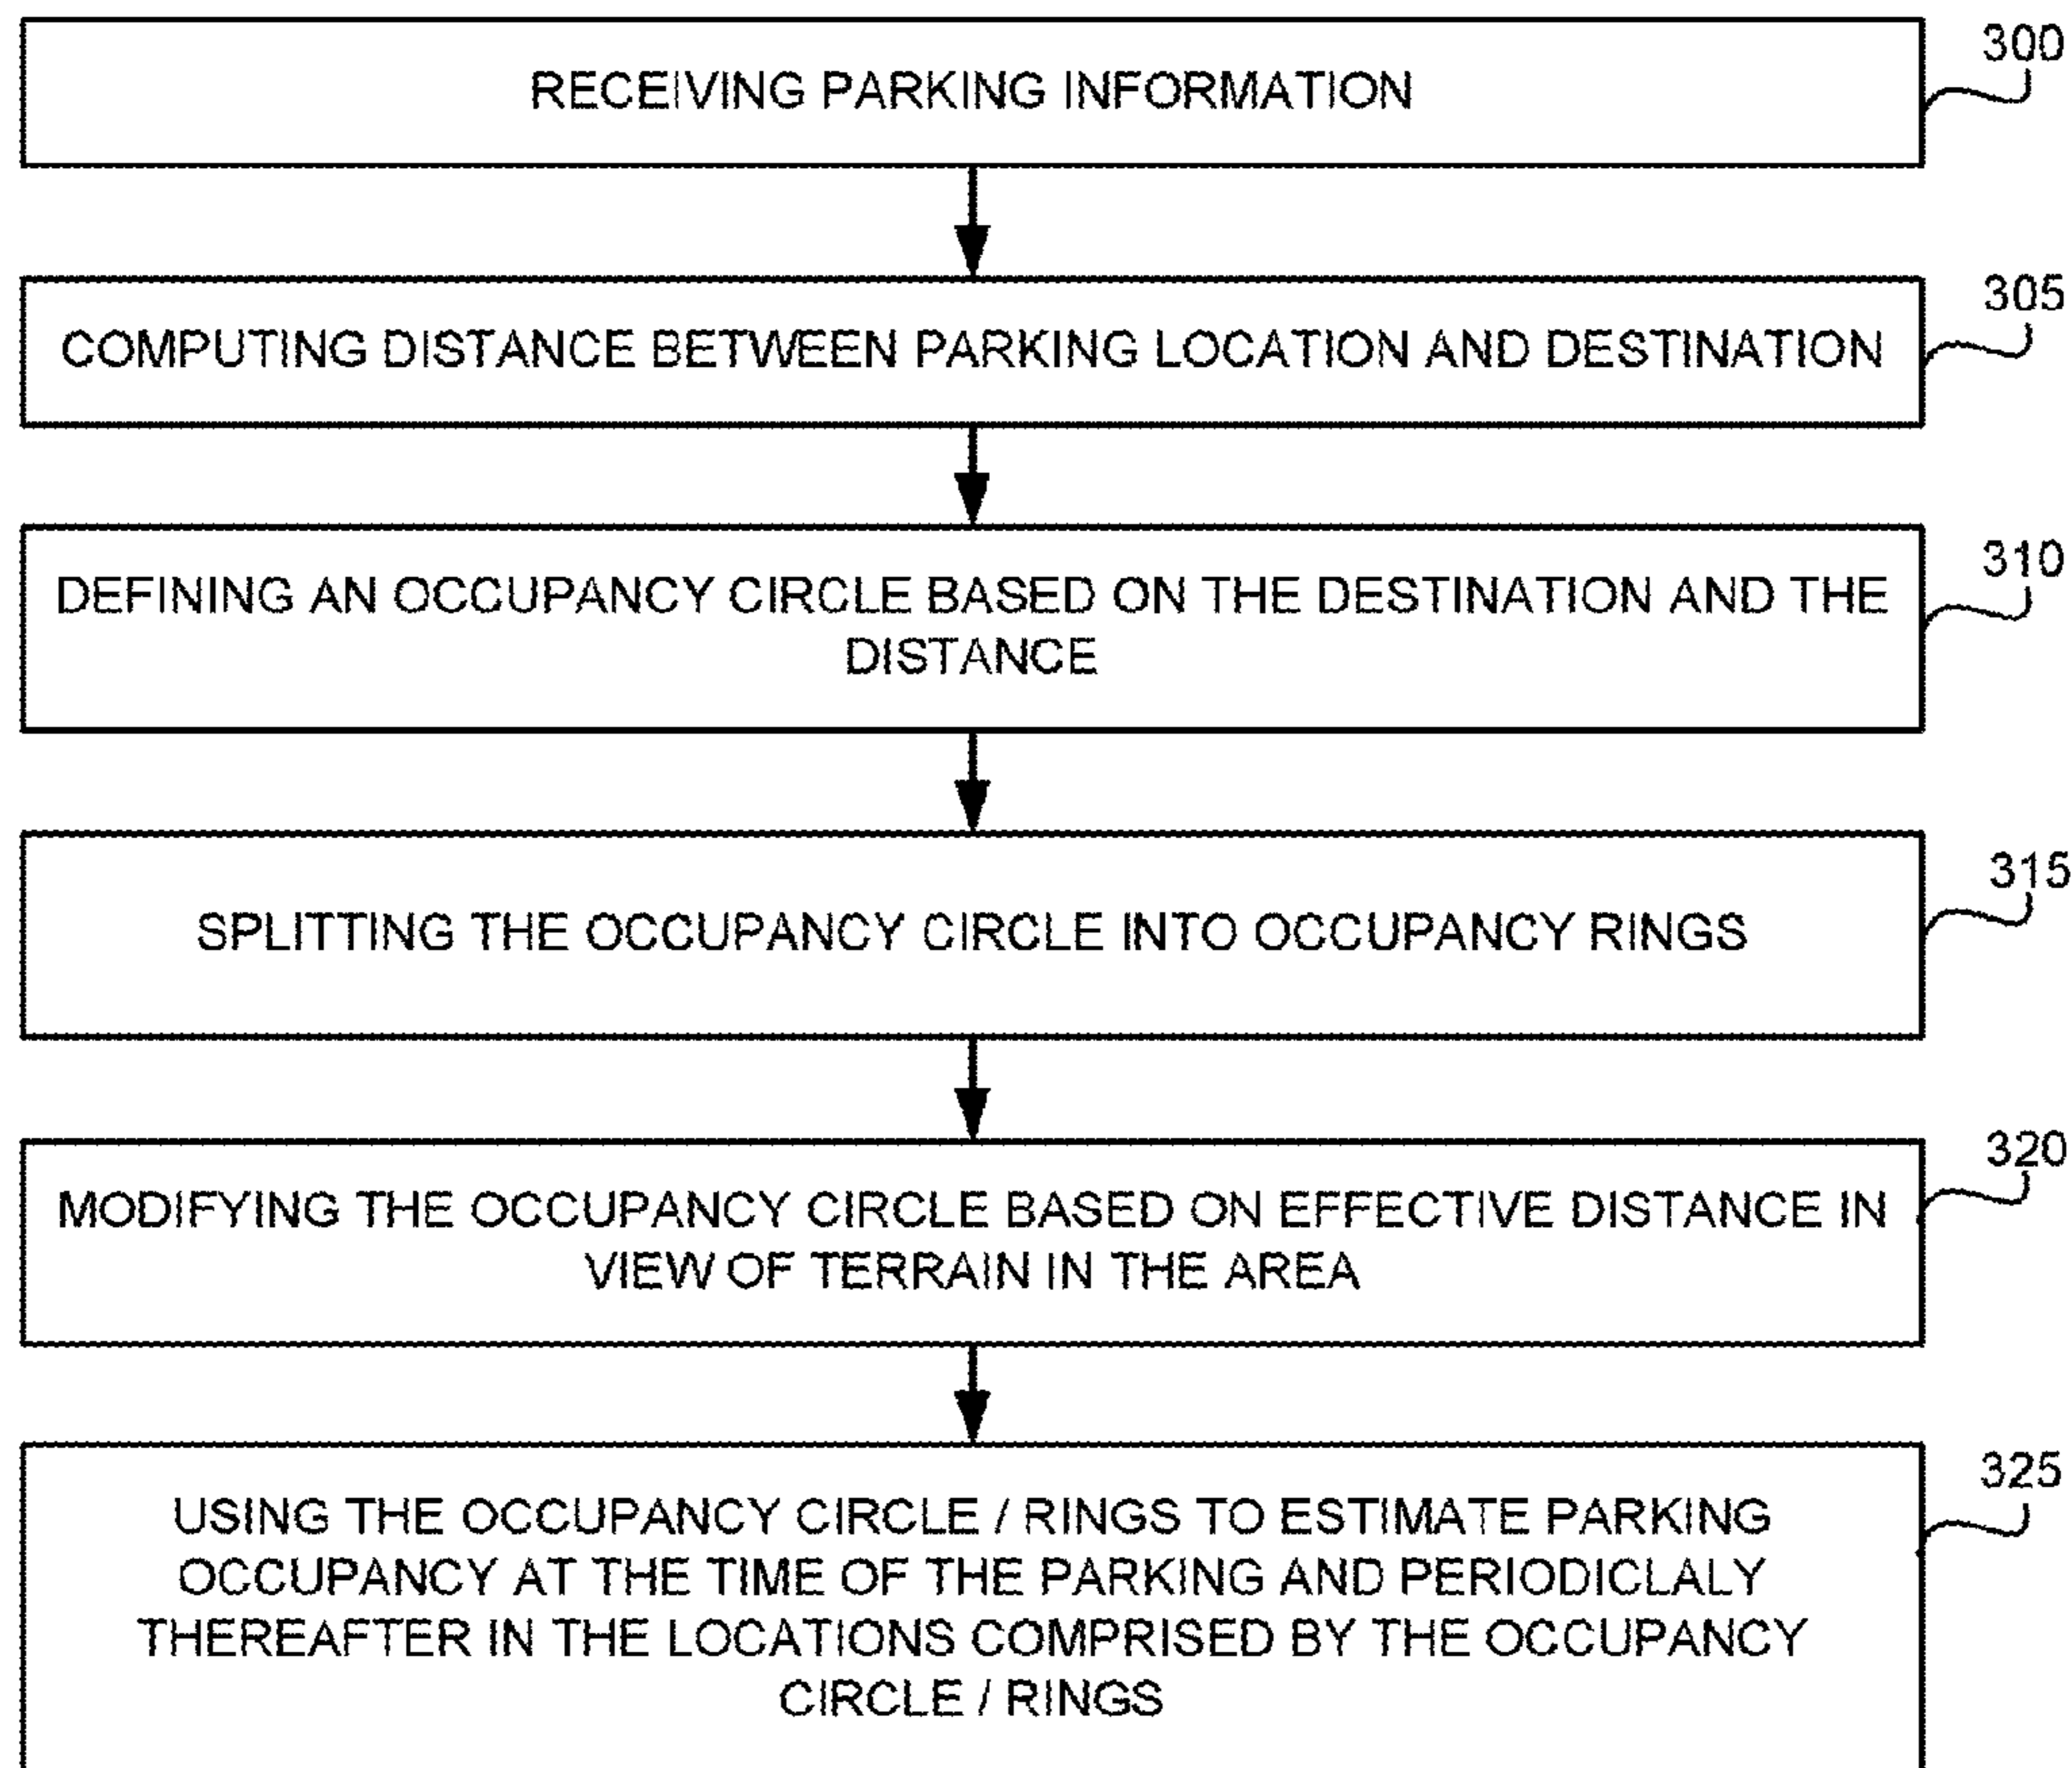 RECEIVING PARKING INFORMATION
300
COMPUTING DISTANCE BETWEEN PARKING LOCATION AND DESTINATION
305
DEFINING AN OCCUPANCY CIRCLE BASED ON THE DESTINATION AND THE
DISTANCE
310
SPLITTING THE OCCUPANCY CIRCLE INTO OCCUPANCY RINGS
315
MODIFYING THE OCCUPANCY CIRCLE BASED ON EFFECTIVE DISTANCE IN
VIEW OF TERRAIN IN THE AREA
320
USING THE OCCUPANCY CIRCLE / RINGS TO ESTIMATE PARKING
OCCUPANCY AT THE TIME OF THE PARKING AND PERIODICLALY
THEREAFTER IN THE LOCATIONS COMPRISED BY THE OCCUPANCY
CIRCLE / RINGS
325